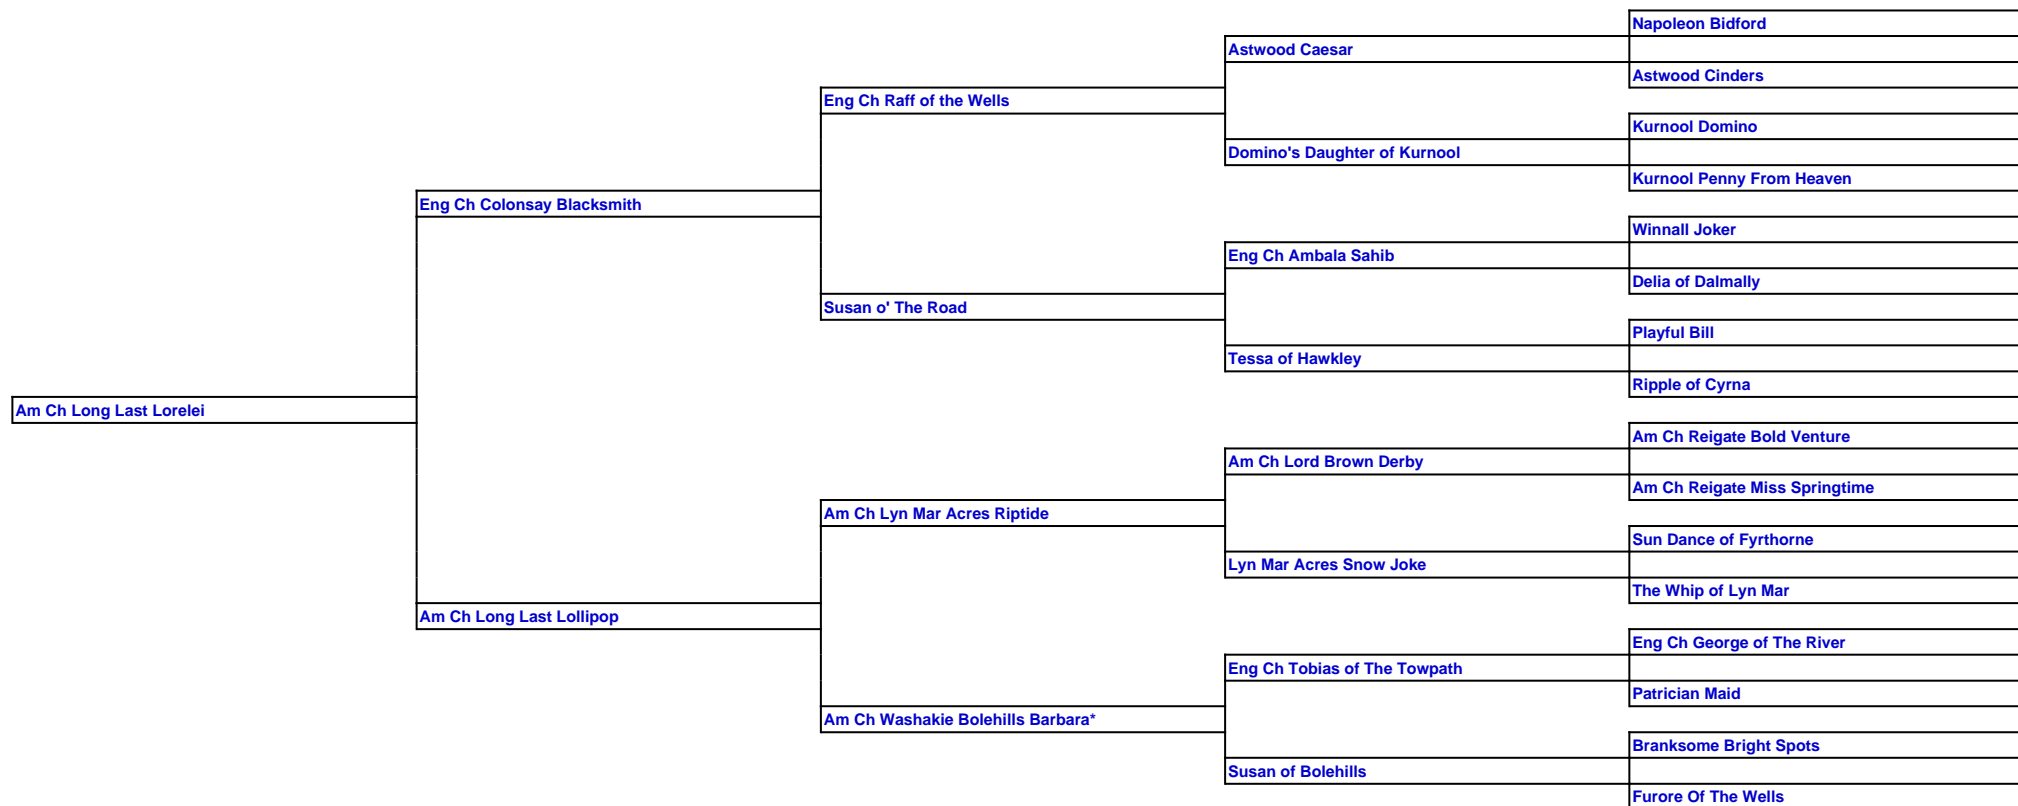 Napoleon Bidford
Astwood Caesar
Astwood Cinders
Eng Ch Raff of the Wells
Kurnool Domino
Domino's Daughter of Kurnool
Kurnool Penny From Heaven
Eng Ch Colonsay Blacksmith
Winnall Joker
Eng Ch Ambala Sahib
Delia of Dalmally
Susan o' The Road
Playful Bill
Tessa of Hawkley
Ripple of Cyrna
Am Ch Long Last Lorelei
Am Ch Reigate Bold Venture
Am Ch Lord Brown Derby
Am Ch Reigate Miss Springtime
Am Ch Lyn Mar Acres Riptide
Sun Dance of Fyrthorne
Lyn Mar Acres Snow Joke
The Whip of Lyn Mar
Am Ch Long Last Lollipop
Eng Ch George of The River
Eng Ch Tobias of The Towpath
Patrician Maid
Am Ch Washakie Bolehills Barbara*
Branksome Bright Spots
Susan of Bolehills
Furore Of The Wells